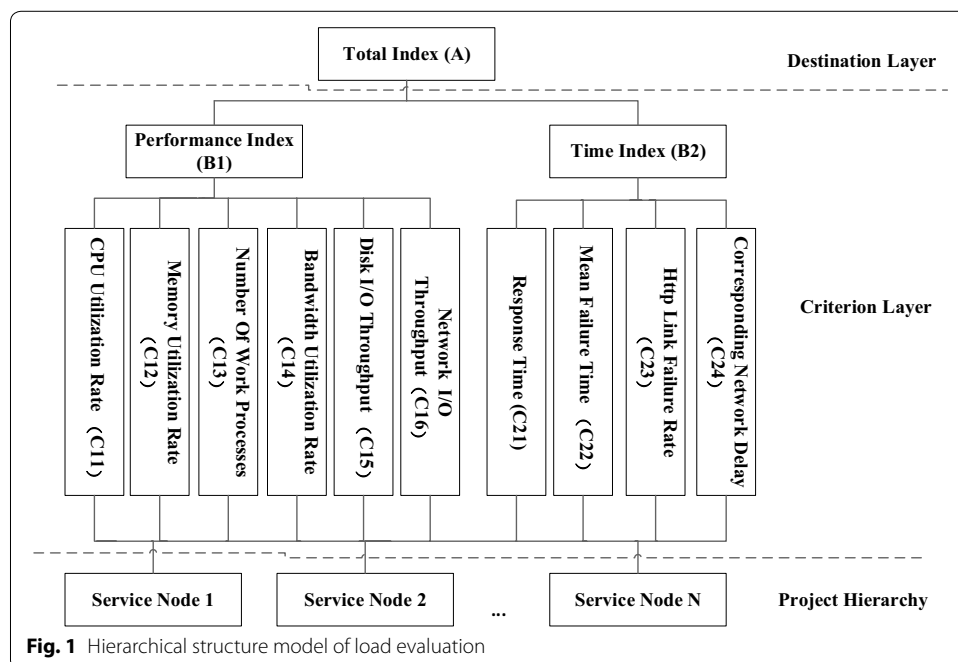 Total Index (A)
Destination Layer
Performance Index
(B1)
Time Index (B2)
CPU Utilization Rate（C11）
Memory Utilization Rate
（C12）
Number Of Work Processes
（C13）
Bandwidth Utilization Rate
（C14）
Disk I/O Throughput（C15）
Network I/O
Throughput（C16）
Response Time (C21)
Mean Failure Time（C22）
Http Link Failure Rate
（C23）
Corresponding Network Delay
（C24）
Criterion Layer
Service Node 1
Service Node 2
...
Service Node N
Project Hierarchy
Fig. 1 Hierarchical structure model of load evaluation